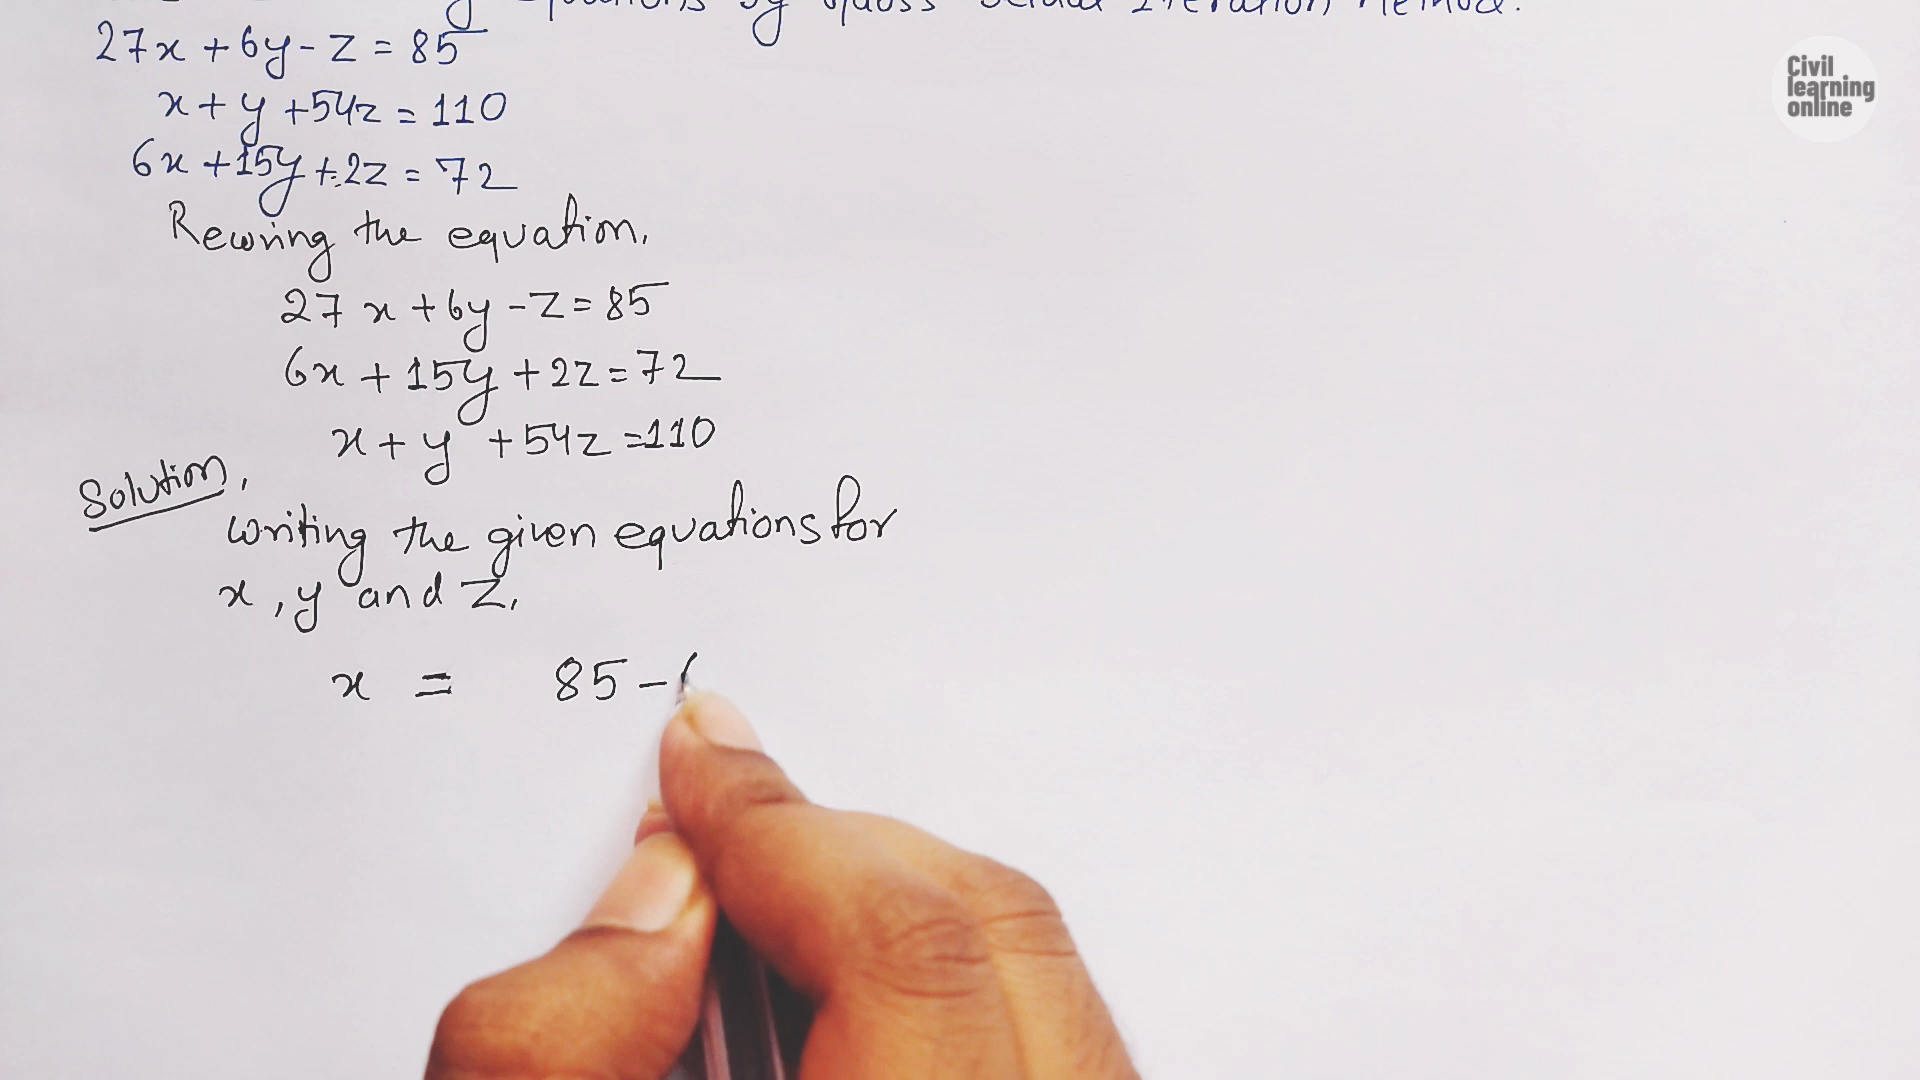 27x + 6y - z = 85
x + y + 54z = 110
6x + 15y + 2z = 72
Rewring the equation,
27x + 6y - z = 85
6x + 15y + 2z = 72
x + y + 54z = 110
Solution,
writing the given equations for
x, y and z,
x = 85 -
Civil
learning
online